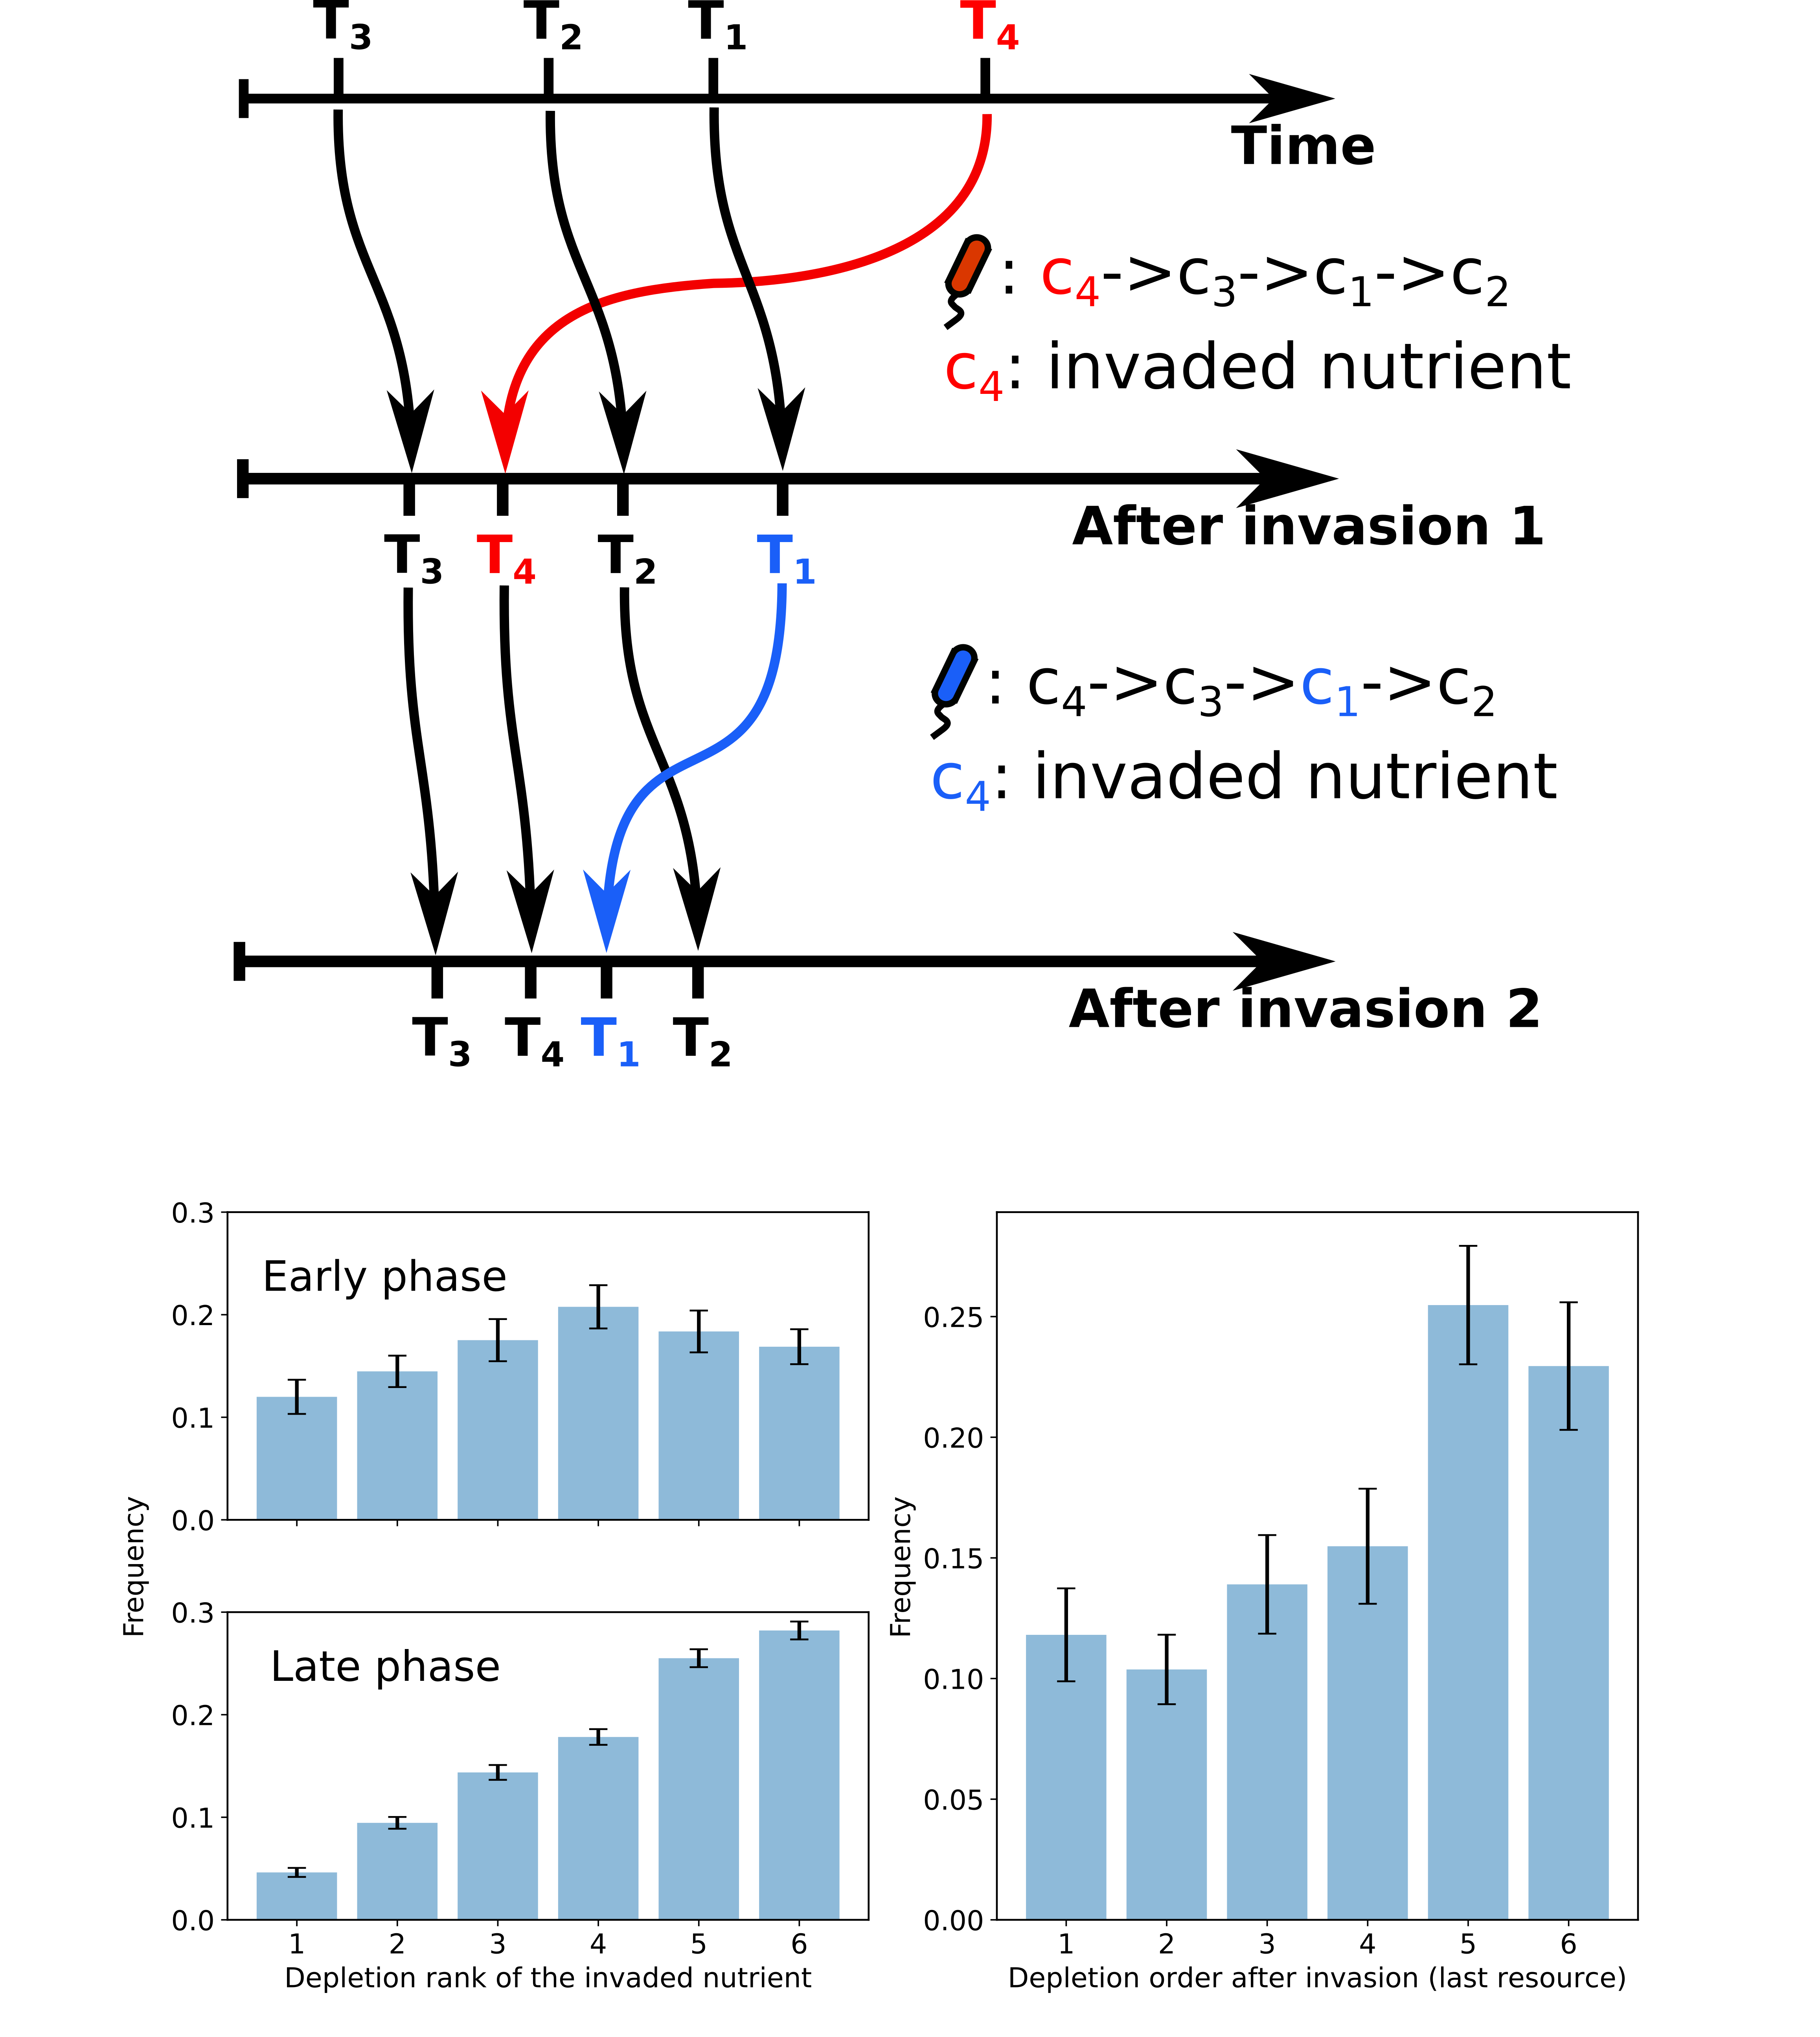 T3 T2 T1 T4
Time
: c4->c3->c1->c2
c4: invaded nutrient
After invasion 1
T3 T4 T2 T1
: c4->c3->c1->c2
c4: invaded nutrient
After invasion 2
T3 T4 T1 T2
Frequency
0.3
0.2
0.1
0.0
Early phase
0.3
0.2
0.1
0.0
Late phase
1 2 3 4 5 6
Depletion rank of the invaded nutrient
Frequency
0.25
0.20
0.15
0.10
0.05
0.00
1 2 3 4 5 6
Depletion order after invasion (last resource)